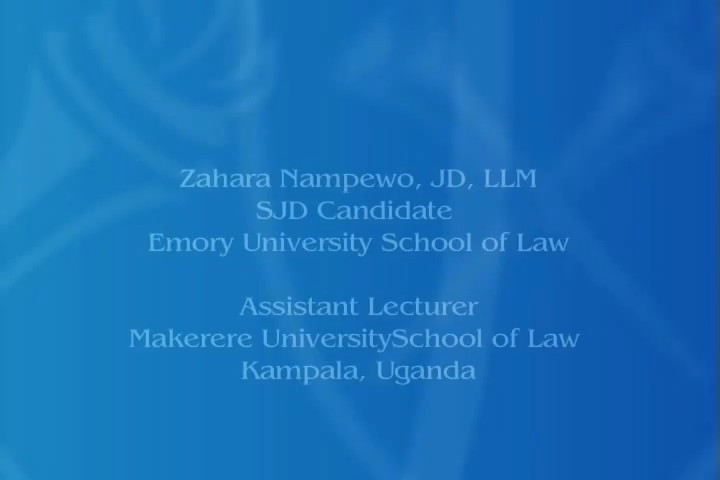 Zahara Nampewo, JD, LLM
SJD Candidate
Emory University School of Law
Assistant Lecturer
Makerere UniversitySchool of Law
Kampala, Uganda